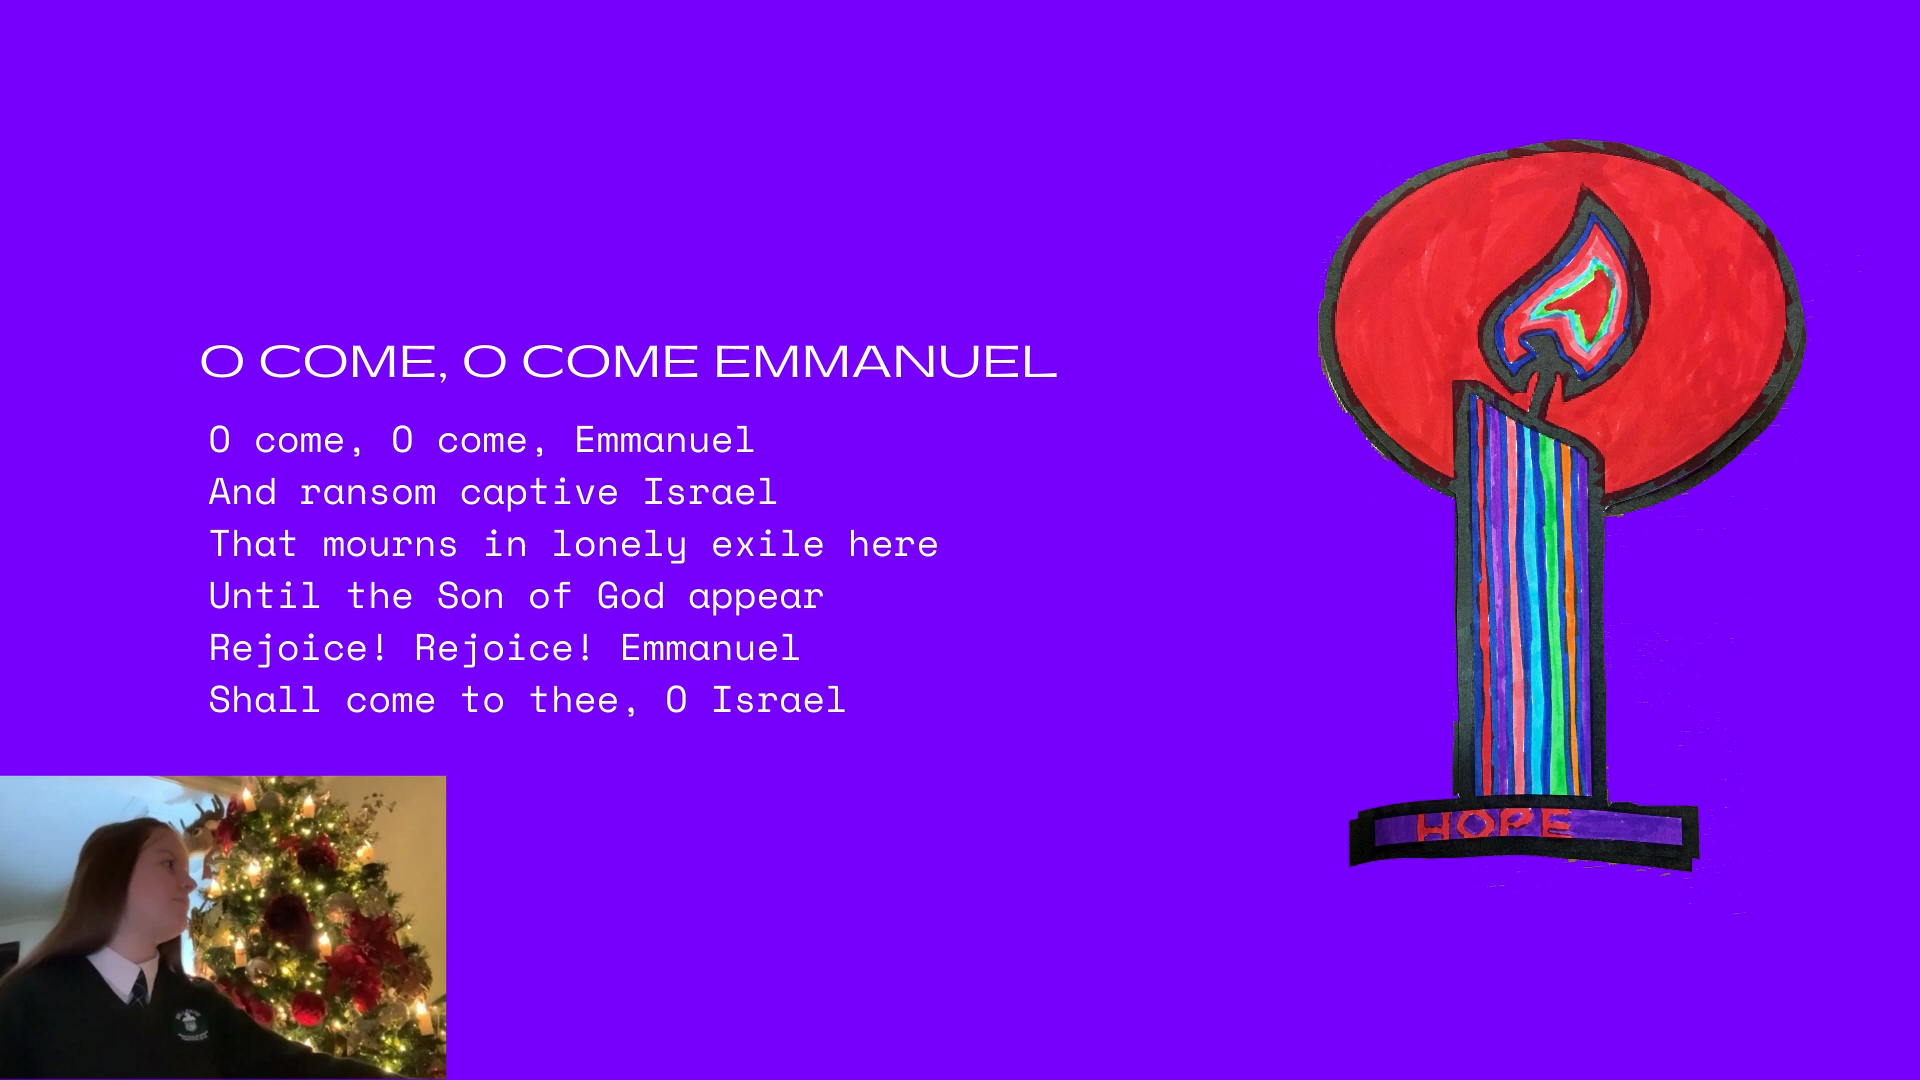 O COME, O COME EMMANUEL
O come, O come, Emmanuel
And ransom captive Israel
That mourns in lonely exile here
Until the Son of God appear
Rejoice! Rejoice! Emmanuel
Shall come to thee, O Israel
HOPE